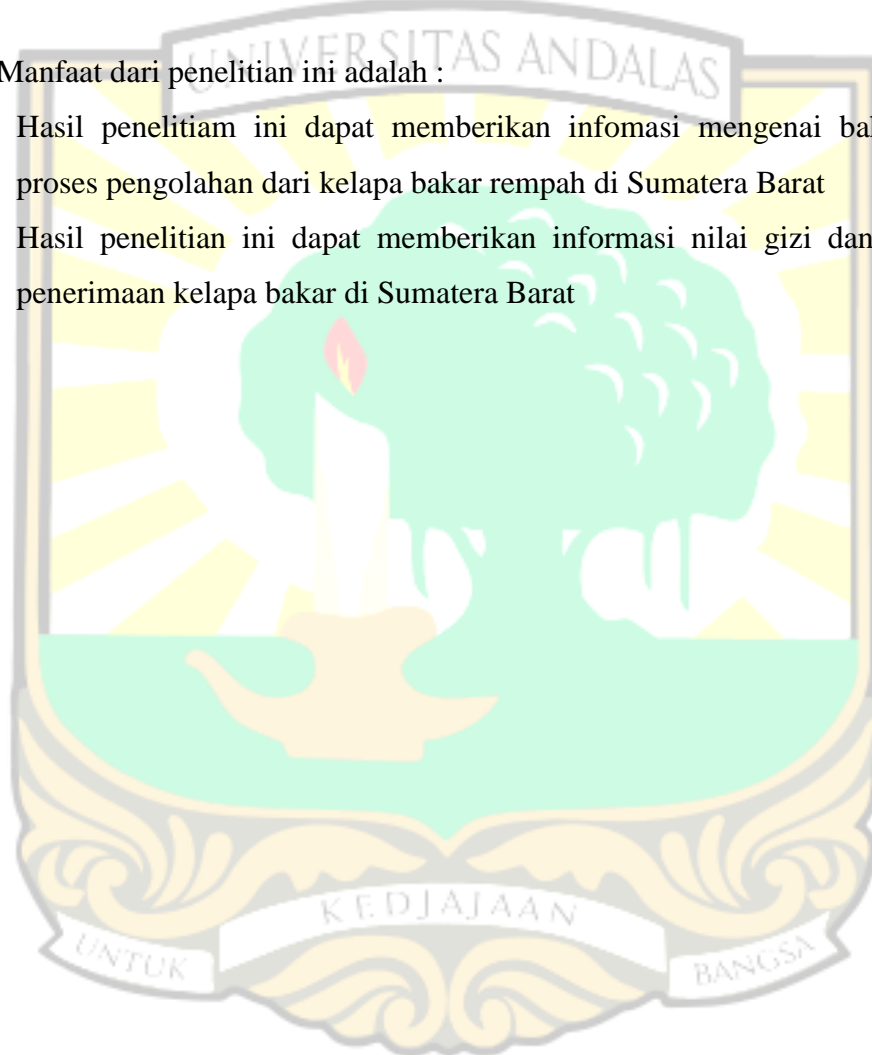 UNIVERSITAS ANDALAS
Manfaat dari penelitian ini adalah :
Hasil penelitiam ini dapat memberikan infomasi mengenai
proses pengolahan dari kelapa bakar rempah di Sumatera Barat
Hasil penelitian ini dapat memberikan informasi nilai gizi dan
penerimaan kelapa bakar di Sumatera Barat
UNTUK KEDJAJAAN BANGSA